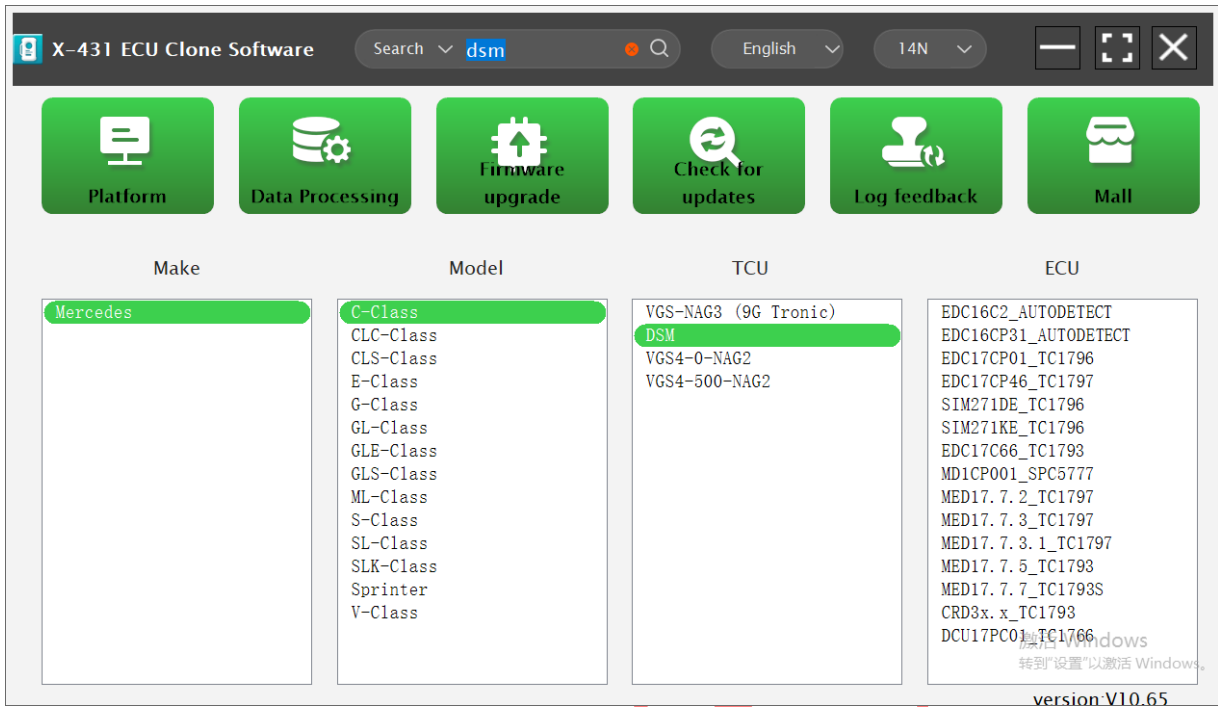 X-431 ECU Clone Software
Search
dsm
English
14N
Platform
Data Processing
Firmware
upgrade
Check for
updates
Log feedback
Mall
Make
Model
TCU
ECU
Mercedes
C-Class
CLC-Class
CLS-Class
E-Class
G-Class
GL-Class
GLE-Class
GLS-Class
ML-Class
S-Class
SL-Class
SLK-Class
Sprinter
V-Class
VGS-NAG3 (9G Tronic)
DSM
VGS4-0-NAG2
VGS4-500-NAG2
EDC16C2_AUTODETECT
EDC16CP31_AUTODETECT
EDC17CP01_TC1796
EDC17CP46_TC1797
SIM271DE_TC1796
SIM271KE_TC1796
EDC17C66_TC1793
MD1CP001_SPC5777
MED17.7.2_TC1797
MED17.7.3_TC1797
MED17.7.3.1_TC1797
MED17.7.5_TC1793
MED17.7.7_TC1793S
CRD3x.x_TC1793
DCU17PC01_TC1766
激活 Windows
转到“设置”以激活 Windows。
version:V10.65